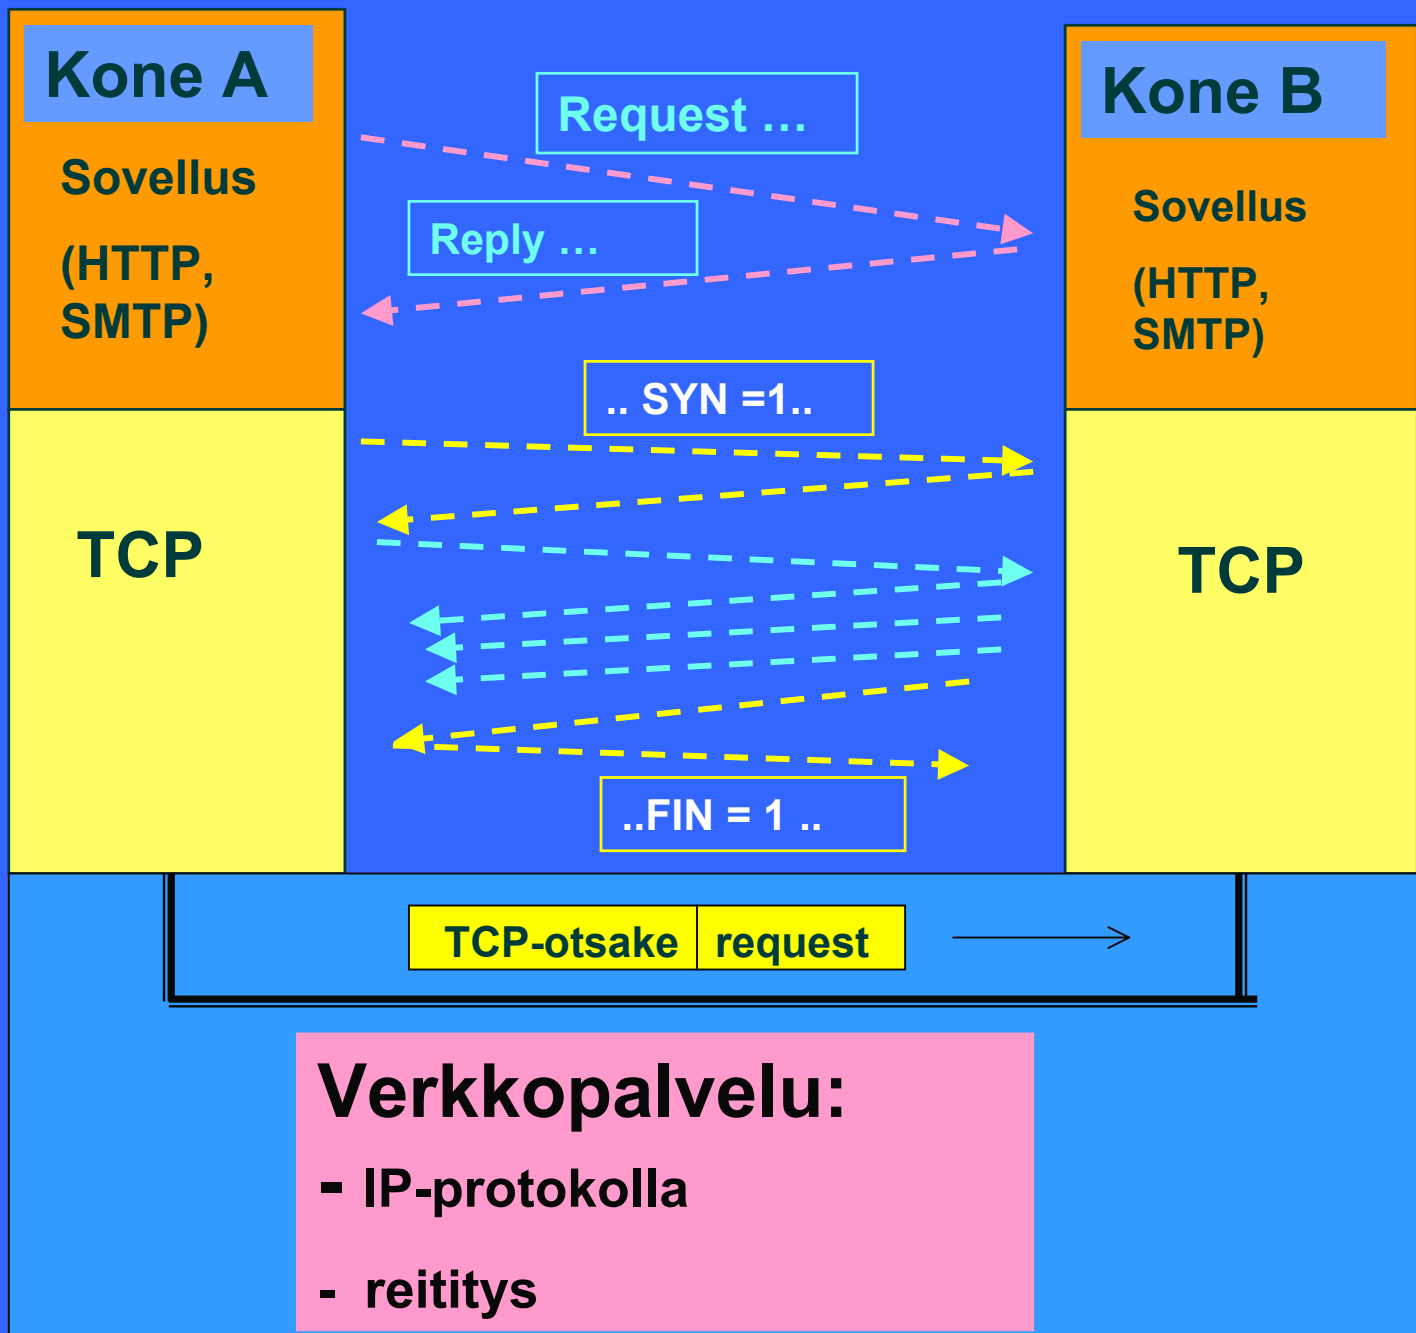 Kone A
Sovellus
(HTTP,
SMTP)
TCP
Request ...
Reply ...
.. SYN =1..
..FIN = 1 ..
Kone B
Sovellus
(HTTP,
SMTP)
TCP
TCP-otsake request
Verkkopalvelu:
- IP-protokolla
- reititys